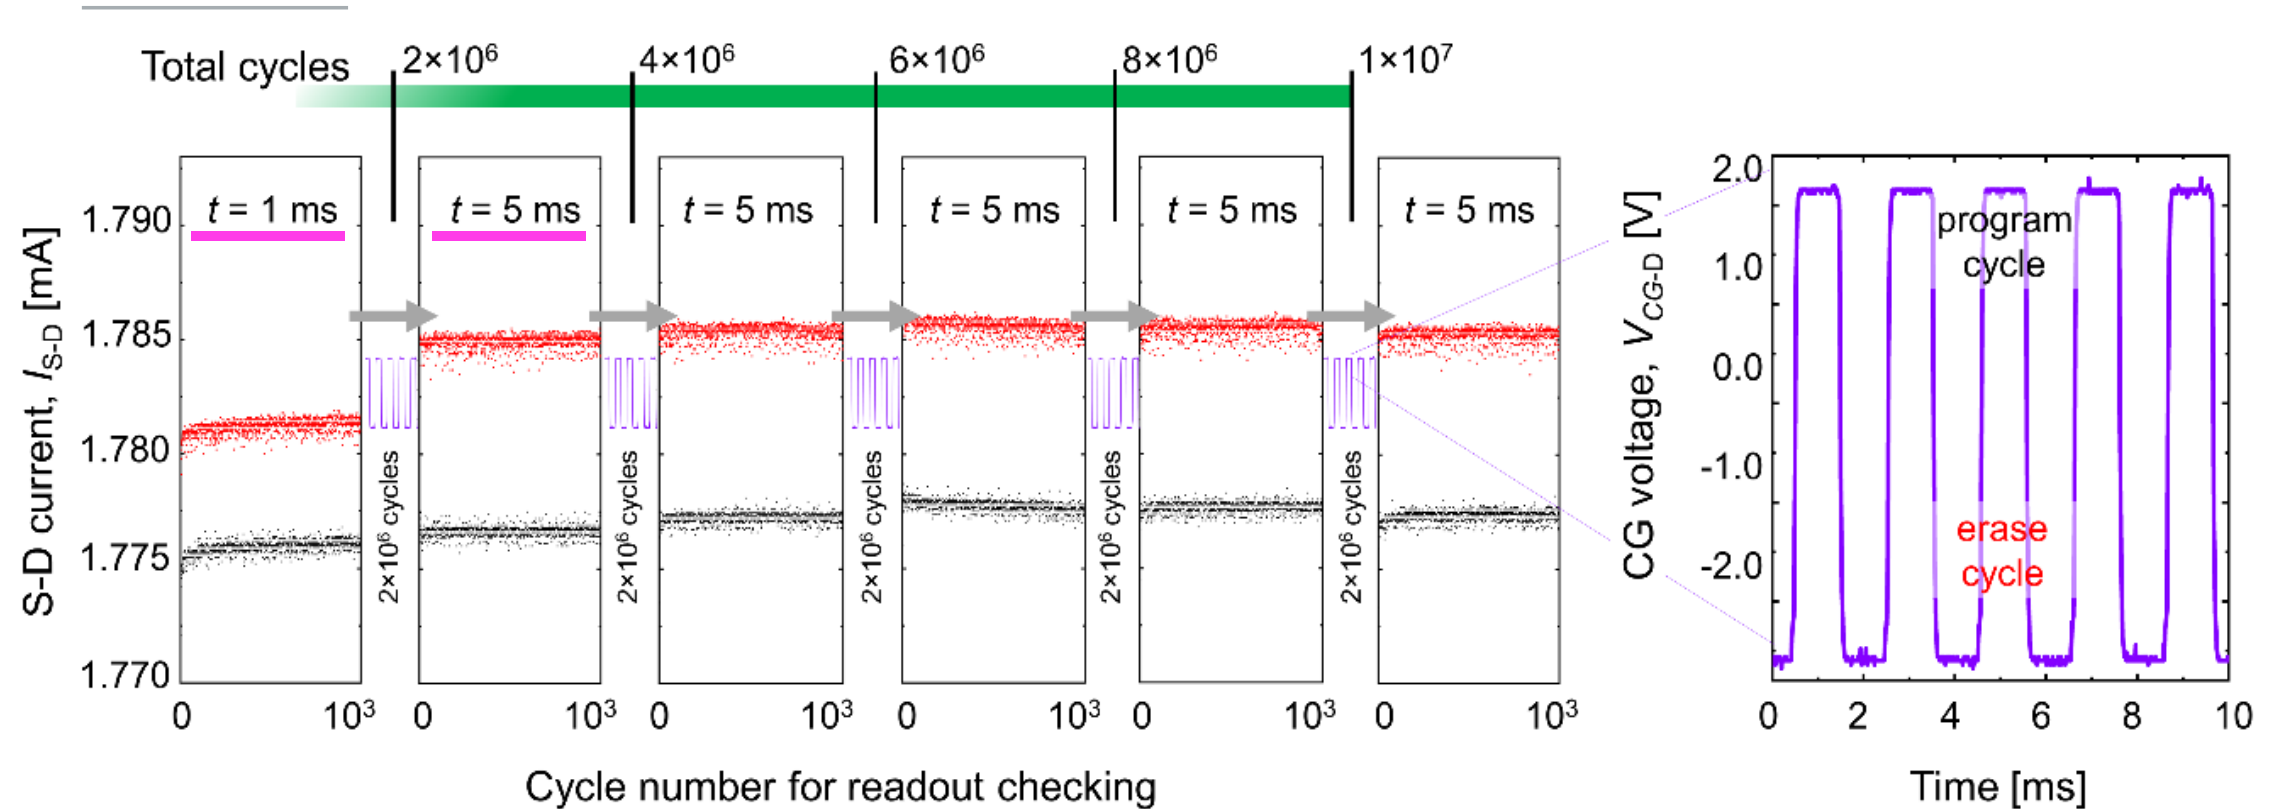 Total cycles
2×10⁶
4×10⁶
6×10⁶
8×10⁶
1×10⁷
t = 1 ms
t = 5 ms
t = 5 ms
t = 5 ms
t = 5 ms
t = 5 ms
S-D current, I_S-D [mA]
1.790
1.785
1.780
1.775
1.770
2×10⁶ cycles
2×10⁶ cycles
2×10⁶ cycles
2×10⁶ cycles
2×10⁶ cycles
0 10³
0 10³
0 10³
0 10³
0 10³
0 10³
Cycle number for readout checking
CG voltage, V_CG-D [V]
2.0
1.0
0.0
-1.0
-2.0
program
cycle
erase
cycle
0 2 4 6 8 10
Time [ms]